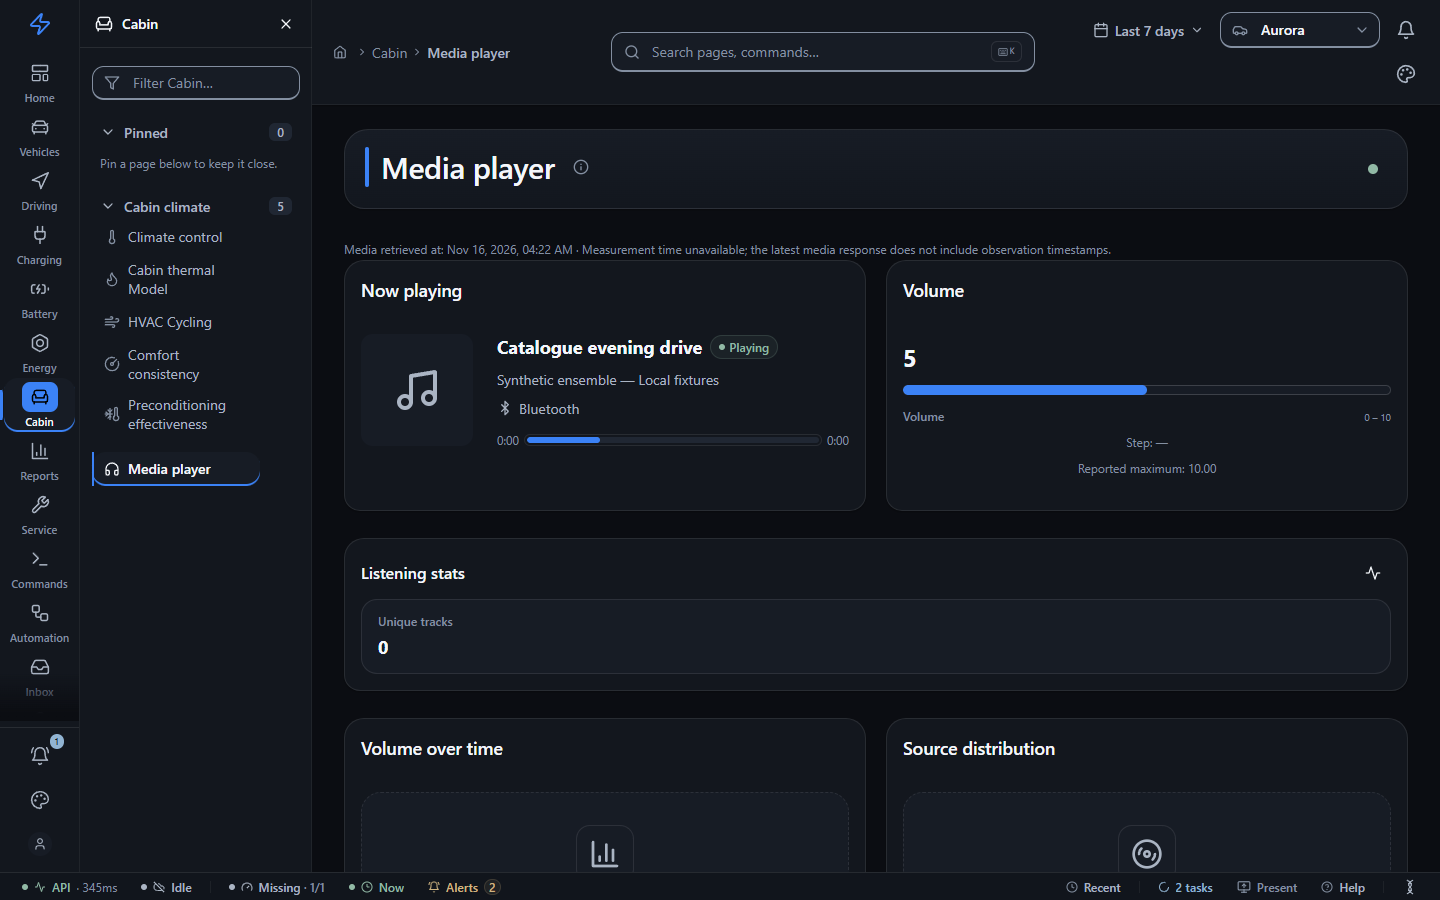 Home
Vehicles
Driving
Charging
Battery
Energy
Cabin
Reports
Service
Commands
Automation
Inbox
1
Cabin
Filter Cabin...
Pinned 0
Pin a page below to keep it close.
Cabin climate 5
Climate control
Cabin thermal
Model
HVAC Cycling
Comfort
consistency
Preconditioning
effectiveness
Media player
Cabin Media player
Search pages, commands... K
Last 7 days
Aurora
Media player
Media retrieved at: Nov 16, 2026, 04:22 AM · Measurement time unavailable; the latest media response does not include observation timestamps.
Now playing
Catalogue evening drive Playing
Synthetic ensemble — Local fixtures
Bluetooth
0:00 0:00
Volume
5
Volume 0 – 10
Step: —
Reported maximum: 10.00
Listening stats
Unique tracks
0
Volume over time
Source distribution
API · 345ms Idle Missing · 1/1 Now Alerts 2 Recent 2 tasks Present Help